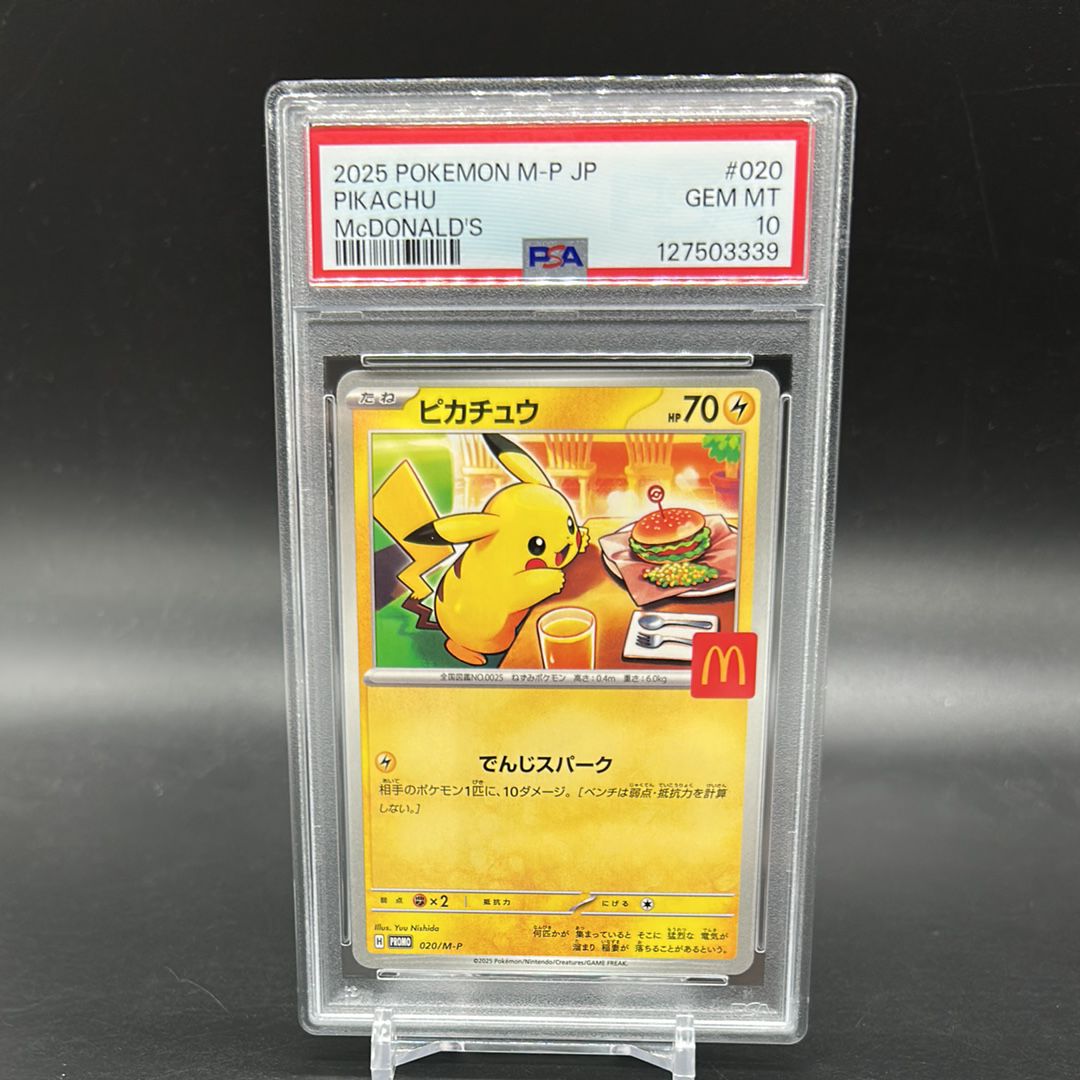 2025 POKEMON M-P JP #020
PIKACHU GEM MT
McDONALD'S 10
PSA 127503339
たね ピカチュウ HP70
全国図鑑NO.0025 ねずみポケモン 高さ:0.4m 重さ:6.0kg
でんじスパーク
相手のポケモン1匹に、10ダメージ。[ベンチは弱点・抵抗力を計算
しない。]
弱点 ×2 抵抗力 にげる
Illus. Yuu Nishida
何匹かが 集まっていると そこに 猛烈な 電気が
溜まり 稲妻が 落ちることがあるという。
H PROMO 020/M-P
©2025 Pokémon/Nintendo/Creatures/GAME FREAK.